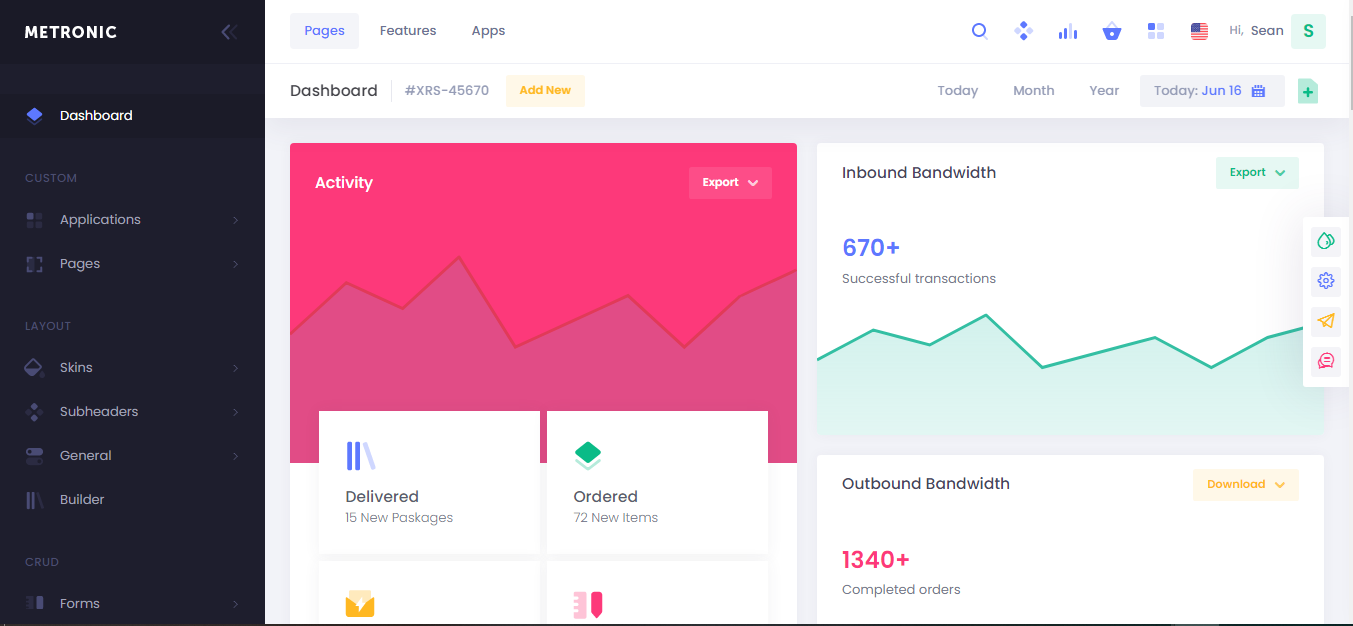 METRONIC
Dashboard
CUSTOM
Applications
Pages
LAYOUT
Skins
Subheaders
General
Builder
CRUD
Forms
Pages Features Apps
Hi, Sean S
Dashboard #XRS-45670 Add New
Today Month Year Today: Jun 16
Activity Export
Delivered
15 New Paskages
Ordered
72 New Items
Inbound Bandwidth Export
670+
Successful transactions
Outbound Bandwidth Download
1340+
Completed orders